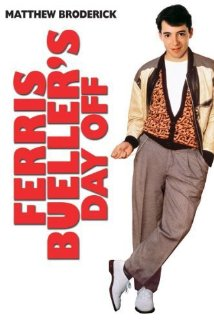 MATTHEW BRODERICK
FERRIS
BUELLER'S
DAY OFF